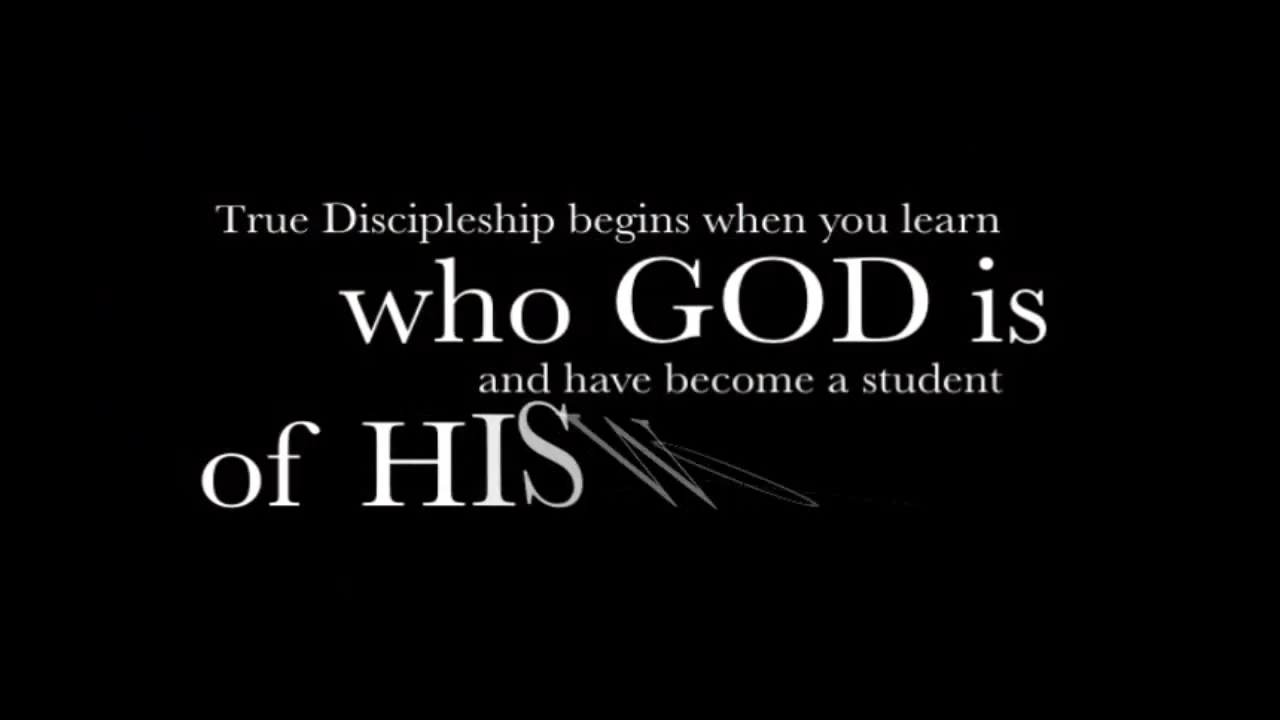 True Discipleship begins when you learn
who GOD is
and have become a student
of HIS